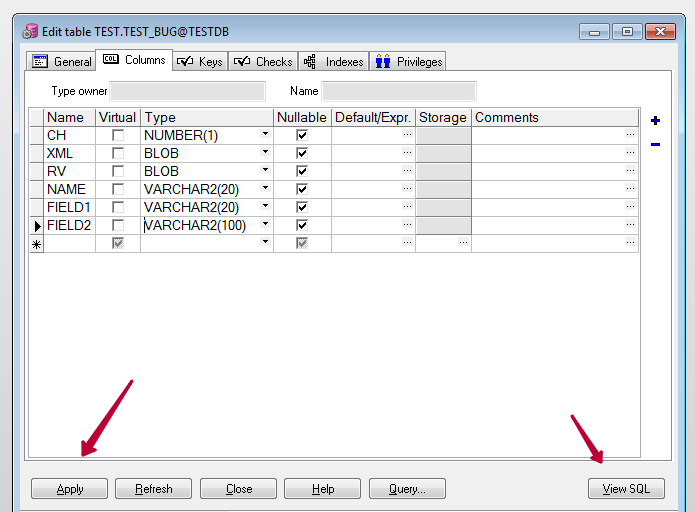 Edit table TEST.TEST_BUG@TESTDB
General COL Columns Keys Checks Indexes Privileges
Type owner Name
Name Virtual Type Nullable Default/Expr. Storage Comments
CH NUMBER(1) ...
XML BLOB ...
RV BLOB ...
NAME VARCHAR2(20) ...
FIELD1 VARCHAR2(20) ...
FIELD2 VARCHAR2(100) ...
Apply Refresh Close Help Query... View SQL